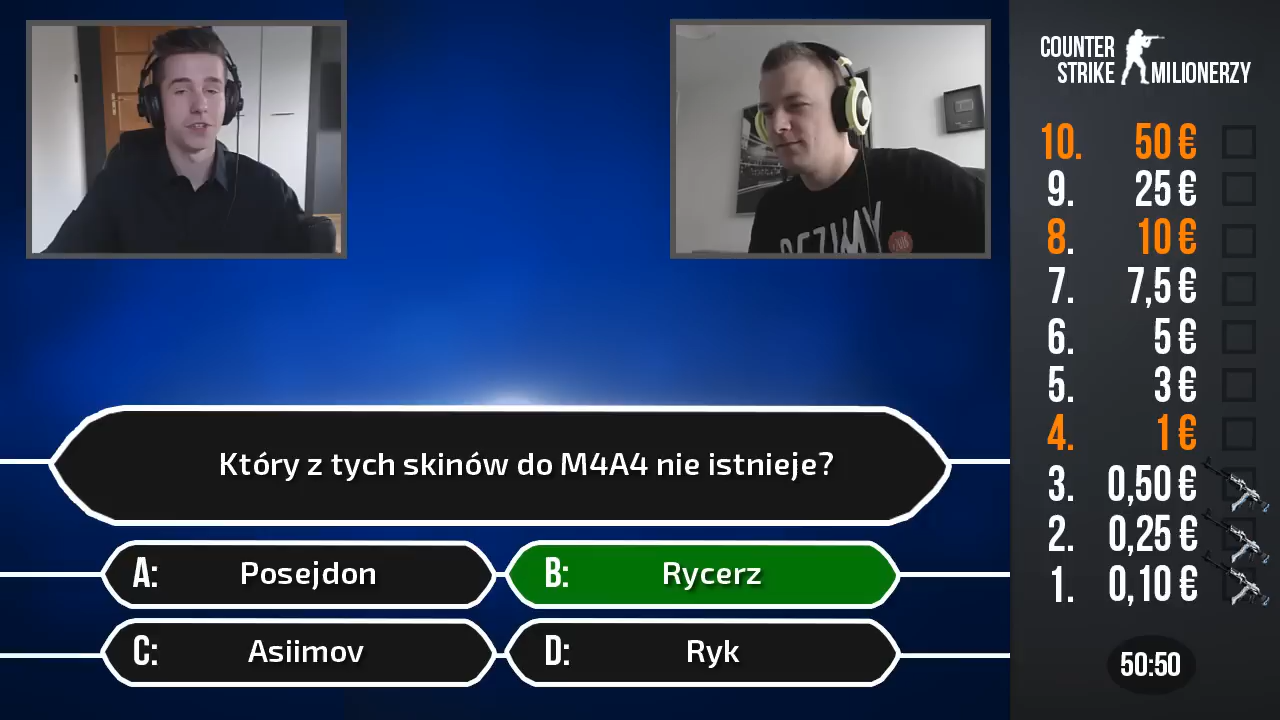 COUNTER
STRIKE MILIONERZY
10. 50 €
9. 25 €
8. 10 €
7. 7,5 €
6. 5 €
5. 3 €
4. 1 €
3. 0,50 €
2. 0,25 €
1. 0,10 €
50:50
Który z tych skinów do M4A4 nie istnieje?
A: Posejdon
B: Rycerz
C: Asiimov
D: Ryk